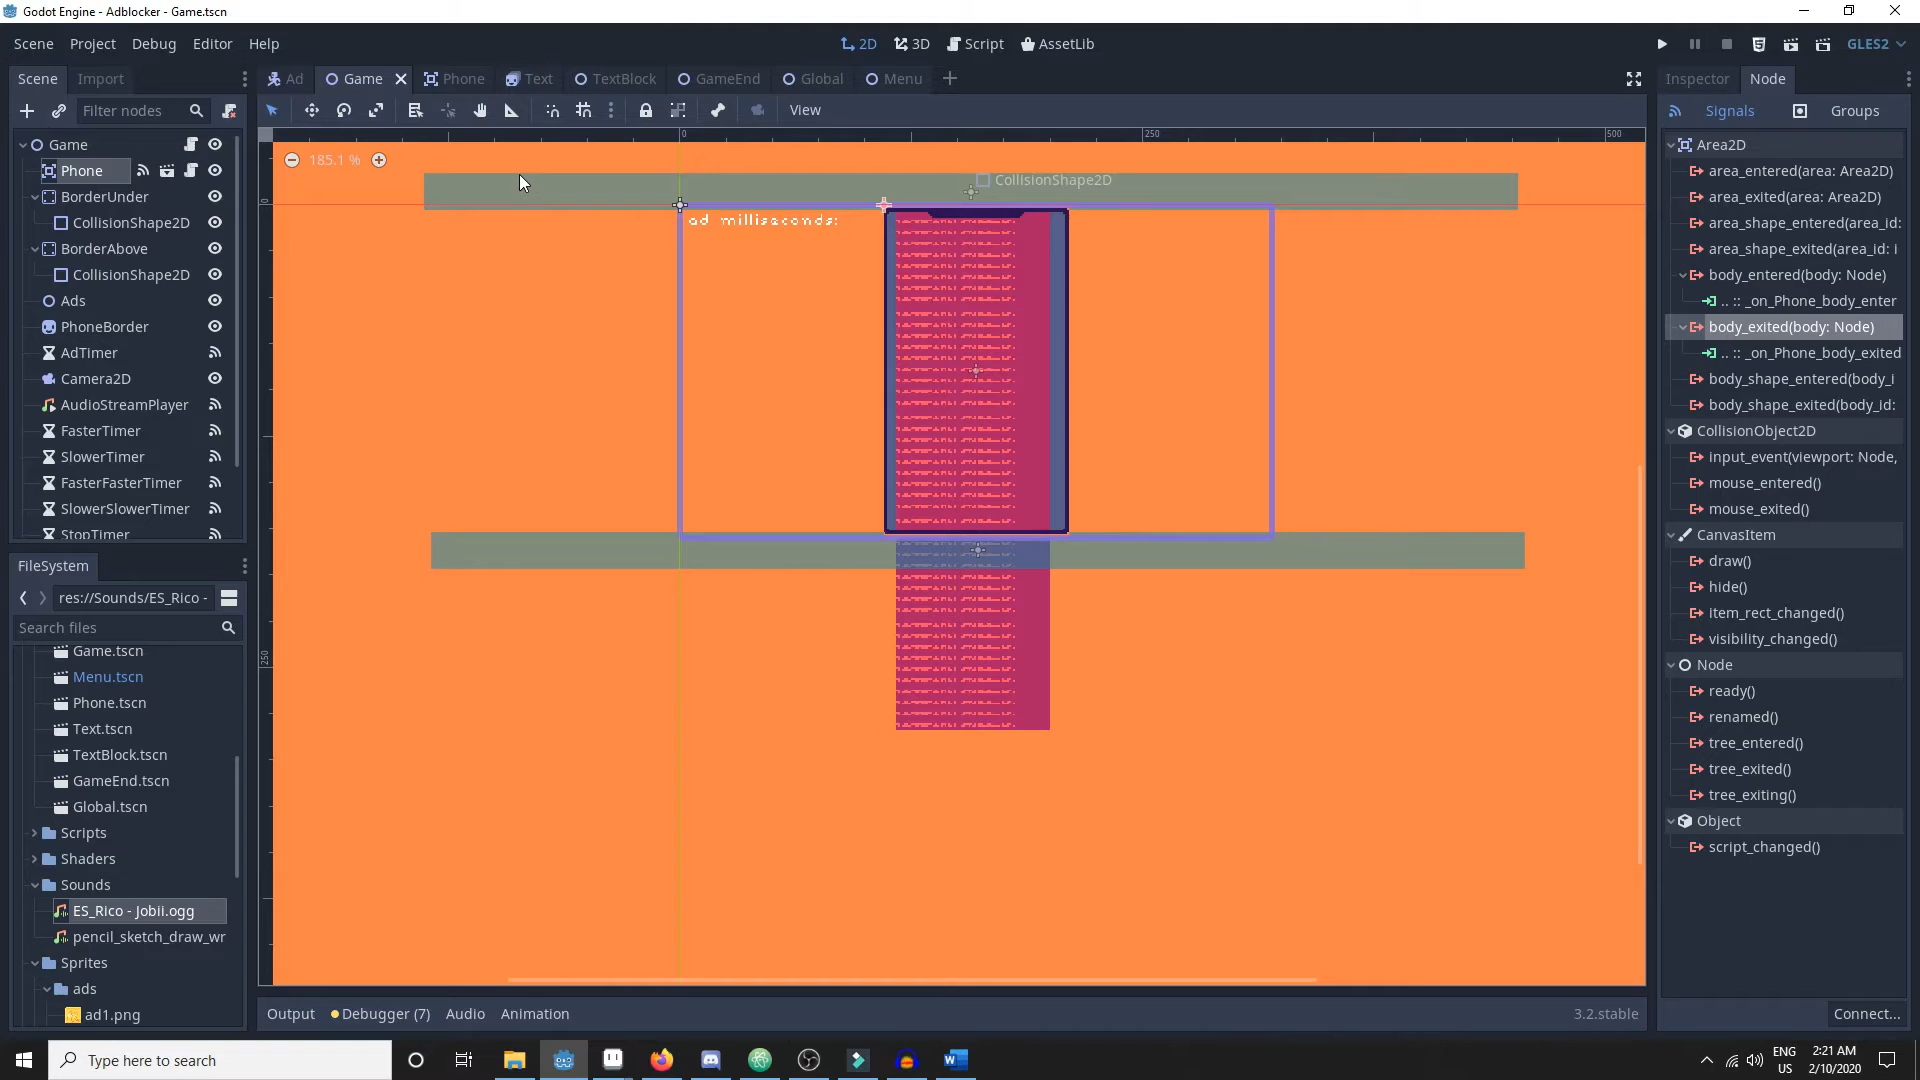 Godot Engine - Adblocker - Game.tscn
Scene Project Debug Editor Help
2D 3D Script AssetLib
GLES2
Scene Import
Ad Game Phone Text TextBlock GameEnd Global Menu
Inspector Node
Filter nodes
View
Signals Groups
0 250 500
185.1 %
0
250
CollisionShape2D
ad milliseconds:
Game
Phone
BorderUnder
CollisionShape2D
BorderAbove
CollisionShape2D
Ads
PhoneBorder
AdTimer
Camera2D
AudioStreamPlayer
FasterTimer
SlowerTimer
FasterFasterTimer
SlowerSlowerTimer
StopTimer
FileSystem
res://Sounds/ES_Rico -
Search files
Game.tscn
Menu.tscn
Phone.tscn
Text.tscn
TextBlock.tscn
GameEnd.tscn
Global.tscn
Scripts
Shaders
Sounds
ES_Rico - Jobii.ogg
pencil_sketch_draw_wr
Sprites
ads
ad1.png
Area2D
area_entered(area: Area2D)
area_exited(area: Area2D)
area_shape_entered(area_id:
area_shape_exited(area_id: i
body_entered(body: Node)
.. :: _on_Phone_body_enter
body_exited(body: Node)
.. :: _on_Phone_body_exited
body_shape_entered(body_i
body_shape_exited(body_id:
CollisionObject2D
input_event(viewport: Node,
mouse_entered()
mouse_exited()
CanvasItem
draw()
hide()
item_rect_changed()
visibility_changed()
Node
ready()
renamed()
tree_entered()
tree_exited()
tree_exiting()
Object
script_changed()
Output Debugger (7) Audio Animation
3.2.stable
Connect...
Type here to search
ENG
US
2:21 AM
2/10/2020